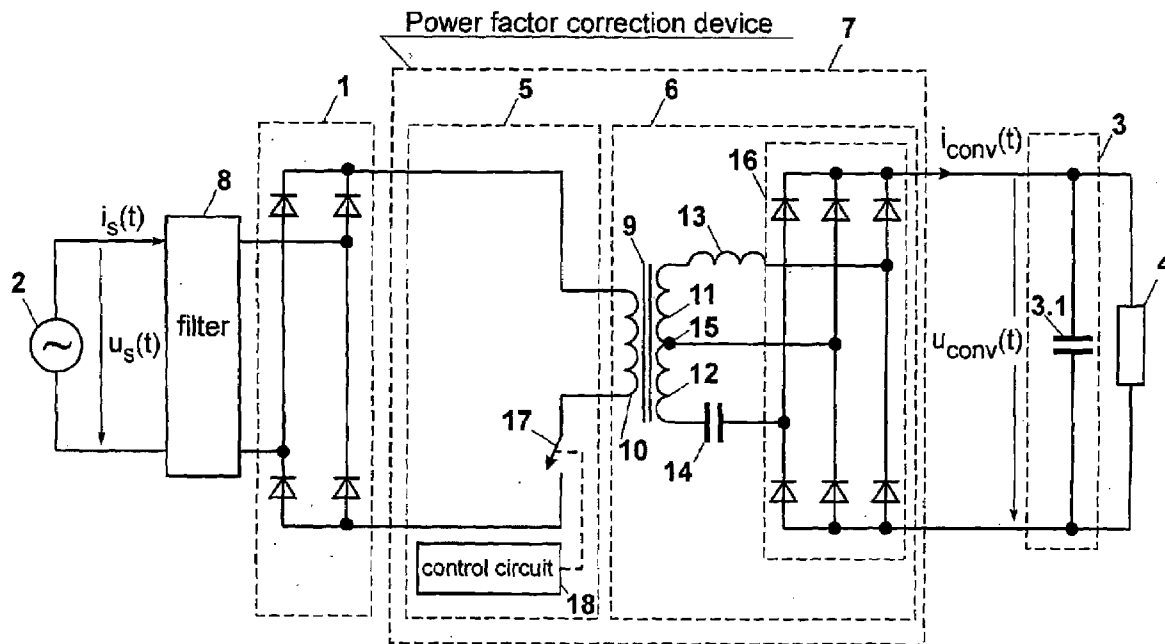 Power factor correction device
7
1
5
6
3
i_conv(t)
16
8
13
i_s(t)
9
4
2
11
3.1
filter
15
u_s(t)
u_conv(t)
12
17
10
14
control circuit
18